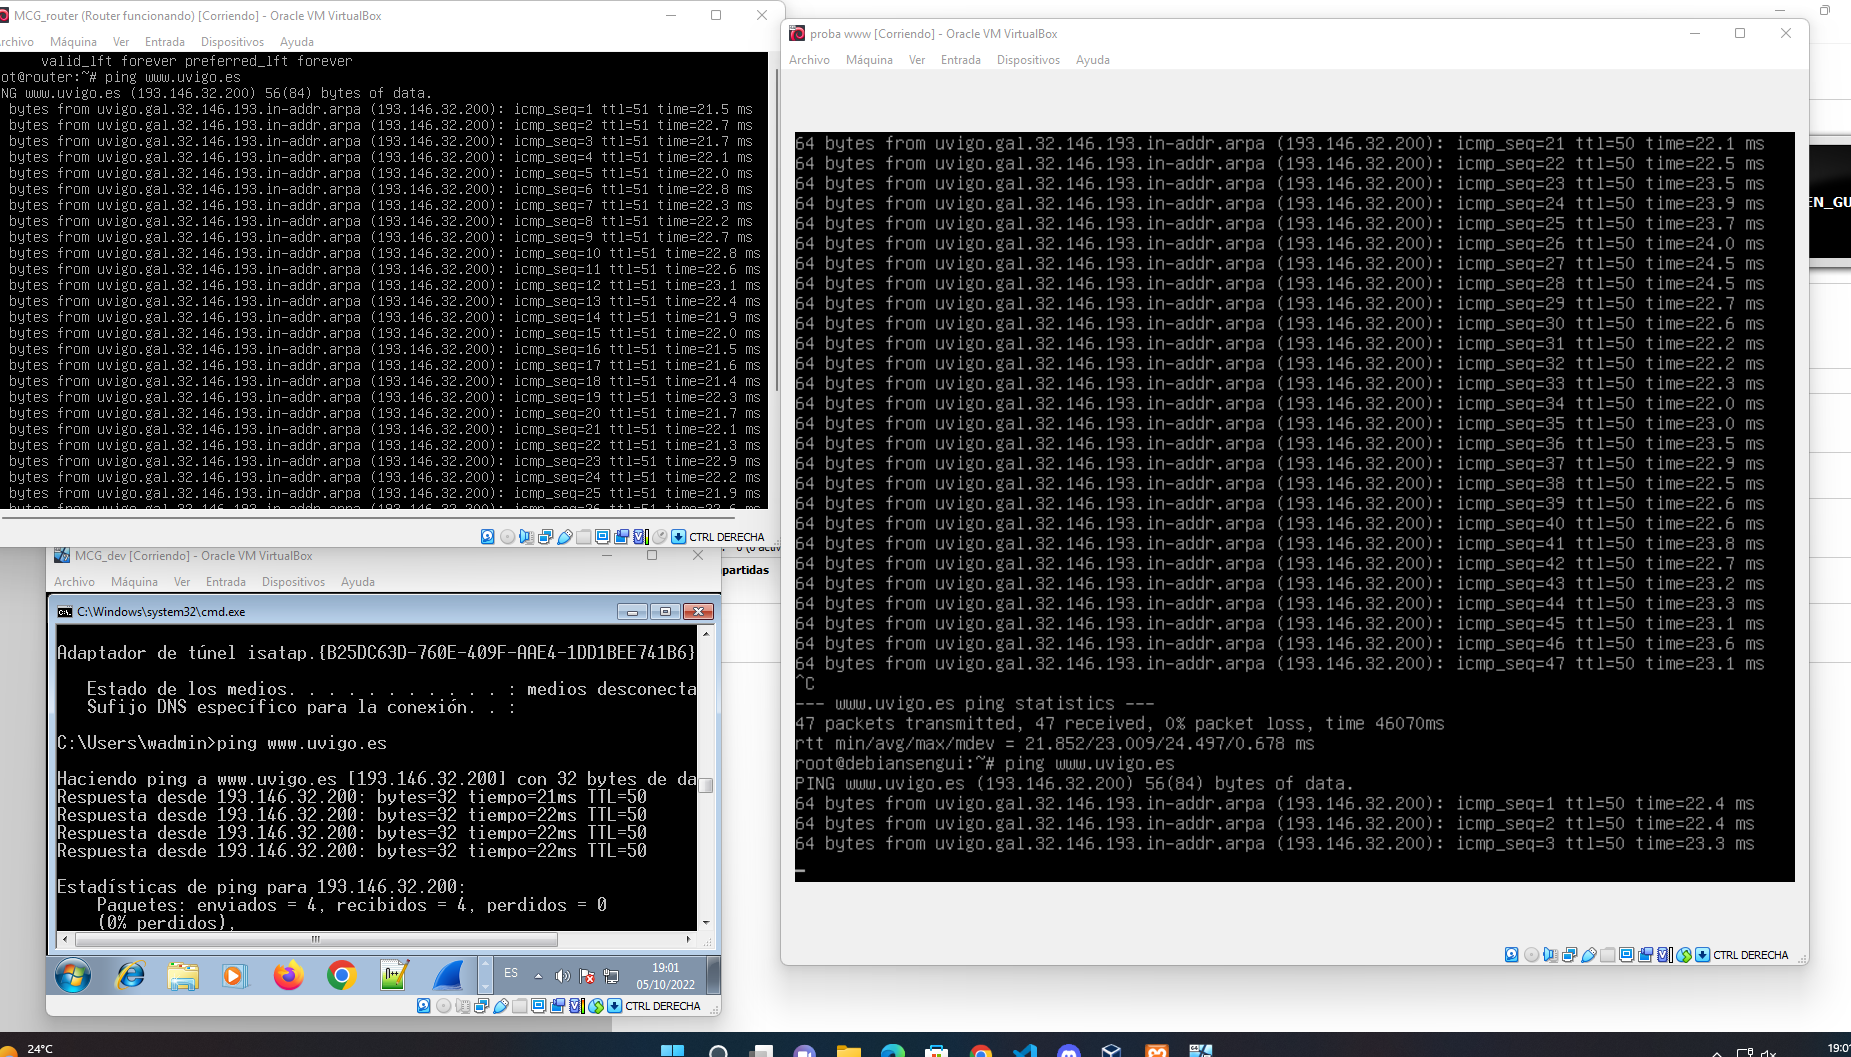 MCG_router (Router funcionando) [Corriendo] - Oracle VM VirtualBox
rchivo Máquina Ver Entrada Dispositivos Ayuda
valid_lft forever preferred_lft forever
ot@router:~# ping www.uvigo.es
NG www.uvigo.es (193.146.32.200) 56(84) bytes of data.
bytes from uvigo.gal.32.146.193.in-addr.arpa (193.146.32.200): icmp_seq=1 ttl=51 time=21.5 ms
bytes from uvigo.gal.32.146.193.in-addr.arpa (193.146.32.200): icmp_seq=2 ttl=51 time=22.7 ms
bytes from uvigo.gal.32.146.193.in-addr.arpa (193.146.32.200): icmp_seq=3 ttl=51 time=21.7 ms
bytes from uvigo.gal.32.146.193.in-addr.arpa (193.146.32.200): icmp_seq=4 ttl=51 time=22.1 ms
bytes from uvigo.gal.32.146.193.in-addr.arpa (193.146.32.200): icmp_seq=5 ttl=51 time=22.0 ms
bytes from uvigo.gal.32.146.193.in-addr.arpa (193.146.32.200): icmp_seq=6 ttl=51 time=22.8 ms
bytes from uvigo.gal.32.146.193.in-addr.arpa (193.146.32.200): icmp_seq=7 ttl=51 time=22.3 ms
bytes from uvigo.gal.32.146.193.in-addr.arpa (193.146.32.200): icmp_seq=8 ttl=51 time=22.2 ms
bytes from uvigo.gal.32.146.193.in-addr.arpa (193.146.32.200): icmp_seq=9 ttl=51 time=22.7 ms
bytes from uvigo.gal.32.146.193.in-addr.arpa (193.146.32.200): icmp_seq=10 ttl=51 time=22.8 ms
bytes from uvigo.gal.32.146.193.in-addr.arpa (193.146.32.200): icmp_seq=11 ttl=51 time=22.6 ms
bytes from uvigo.gal.32.146.193.in-addr.arpa (193.146.32.200): icmp_seq=12 ttl=51 time=23.1 ms
bytes from uvigo.gal.32.146.193.in-addr.arpa (193.146.32.200): icmp_seq=13 ttl=51 time=22.4 ms
bytes from uvigo.gal.32.146.193.in-addr.arpa (193.146.32.200): icmp_seq=14 ttl=51 time=21.9 ms
bytes from uvigo.gal.32.146.193.in-addr.arpa (193.146.32.200): icmp_seq=15 ttl=51 time=22.0 ms
bytes from uvigo.gal.32.146.193.in-addr.arpa (193.146.32.200): icmp_seq=16 ttl=51 time=21.5 ms
bytes from uvigo.gal.32.146.193.in-addr.arpa (193.146.32.200): icmp_seq=17 ttl=51 time=21.6 ms
bytes from uvigo.gal.32.146.193.in-addr.arpa (193.146.32.200): icmp_seq=18 ttl=51 time=21.4 ms
bytes from uvigo.gal.32.146.193.in-addr.arpa (193.146.32.200): icmp_seq=19 ttl=51 time=22.3 ms
bytes from uvigo.gal.32.146.193.in-addr.arpa (193.146.32.200): icmp_seq=20 ttl=51 time=21.7 ms
bytes from uvigo.gal.32.146.193.in-addr.arpa (193.146.32.200): icmp_seq=21 ttl=51 time=22.1 ms
bytes from uvigo.gal.32.146.193.in-addr.arpa (193.146.32.200): icmp_seq=22 ttl=51 time=21.3 ms
bytes from uvigo.gal.32.146.193.in-addr.arpa (193.146.32.200): icmp_seq=23 ttl=51 time=22.9 ms
bytes from uvigo.gal.32.146.193.in-addr.arpa (193.146.32.200): icmp_seq=24 ttl=51 time=22.2 ms
bytes from uvigo.gal.32.146.193.in-addr.arpa (193.146.32.200): icmp_seq=25 ttl=51 time=21.9 ms
CTRL DERECHA
partidas
MCG_dev [Corriendo] - Oracle VM VirtualBox
Archivo Máquina Ver Entrada Dispositivos Ayuda
C:\Windows\system32\cmd.exe
Adaptador de túnel isatap.{B25DC63D-760E-409F-AAE4-1DD1BEE741B6}
Estado de los medios. . . . . . . . . . . : medios desconecta
Sufijo DNS específico para la conexión. . :
C:\Users\wadmin>ping www.uvigo.es
Haciendo ping a www.uvigo.es [193.146.32.200] con 32 bytes de da
Respuesta desde 193.146.32.200: bytes=32 tiempo=21ms TTL=50
Respuesta desde 193.146.32.200: bytes=32 tiempo=22ms TTL=50
Respuesta desde 193.146.32.200: bytes=32 tiempo=22ms TTL=50
Respuesta desde 193.146.32.200: bytes=32 tiempo=22ms TTL=50
Estadísticas de ping para 193.146.32.200:
Paquetes: enviados = 4, recibidos = 4, perdidos = 0
(0% perdidos),
ES
19:01
05/10/2022
CTRL DERECHA
proba www [Corriendo] - Oracle VM VirtualBox
Archivo Máquina Ver Entrada Dispositivos Ayuda
64 bytes from uvigo.gal.32.146.193.in-addr.arpa (193.146.32.200): icmp_seq=21 ttl=50 time=22.1 ms
64 bytes from uvigo.gal.32.146.193.in-addr.arpa (193.146.32.200): icmp_seq=22 ttl=50 time=22.5 ms
64 bytes from uvigo.gal.32.146.193.in-addr.arpa (193.146.32.200): icmp_seq=23 ttl=50 time=23.5 ms
64 bytes from uvigo.gal.32.146.193.in-addr.arpa (193.146.32.200): icmp_seq=24 ttl=50 time=23.9 ms
64 bytes from uvigo.gal.32.146.193.in-addr.arpa (193.146.32.200): icmp_seq=25 ttl=50 time=23.7 ms
64 bytes from uvigo.gal.32.146.193.in-addr.arpa (193.146.32.200): icmp_seq=26 ttl=50 time=24.0 ms
64 bytes from uvigo.gal.32.146.193.in-addr.arpa (193.146.32.200): icmp_seq=27 ttl=50 time=24.5 ms
64 bytes from uvigo.gal.32.146.193.in-addr.arpa (193.146.32.200): icmp_seq=28 ttl=50 time=24.5 ms
64 bytes from uvigo.gal.32.146.193.in-addr.arpa (193.146.32.200): icmp_seq=29 ttl=50 time=22.7 ms
64 bytes from uvigo.gal.32.146.193.in-addr.arpa (193.146.32.200): icmp_seq=30 ttl=50 time=22.6 ms
64 bytes from uvigo.gal.32.146.193.in-addr.arpa (193.146.32.200): icmp_seq=31 ttl=50 time=22.2 ms
64 bytes from uvigo.gal.32.146.193.in-addr.arpa (193.146.32.200): icmp_seq=32 ttl=50 time=22.2 ms
64 bytes from uvigo.gal.32.146.193.in-addr.arpa (193.146.32.200): icmp_seq=33 ttl=50 time=22.3 ms
64 bytes from uvigo.gal.32.146.193.in-addr.arpa (193.146.32.200): icmp_seq=34 ttl=50 time=22.0 ms
64 bytes from uvigo.gal.32.146.193.in-addr.arpa (193.146.32.200): icmp_seq=35 ttl=50 time=23.0 ms
64 bytes from uvigo.gal.32.146.193.in-addr.arpa (193.146.32.200): icmp_seq=36 ttl=50 time=23.5 ms
64 bytes from uvigo.gal.32.146.193.in-addr.arpa (193.146.32.200): icmp_seq=37 ttl=50 time=22.9 ms
64 bytes from uvigo.gal.32.146.193.in-addr.arpa (193.146.32.200): icmp_seq=38 ttl=50 time=22.5 ms
64 bytes from uvigo.gal.32.146.193.in-addr.arpa (193.146.32.200): icmp_seq=39 ttl=50 time=22.6 ms
64 bytes from uvigo.gal.32.146.193.in-addr.arpa (193.146.32.200): icmp_seq=40 ttl=50 time=22.6 ms
64 bytes from uvigo.gal.32.146.193.in-addr.arpa (193.146.32.200): icmp_seq=41 ttl=50 time=23.8 ms
64 bytes from uvigo.gal.32.146.193.in-addr.arpa (193.146.32.200): icmp_seq=42 ttl=50 time=22.7 ms
64 bytes from uvigo.gal.32.146.193.in-addr.arpa (193.146.32.200): icmp_seq=43 ttl=50 time=23.2 ms
64 bytes from uvigo.gal.32.146.193.in-addr.arpa (193.146.32.200): icmp_seq=44 ttl=50 time=23.3 ms
64 bytes from uvigo.gal.32.146.193.in-addr.arpa (193.146.32.200): icmp_seq=45 ttl=50 time=23.1 ms
64 bytes from uvigo.gal.32.146.193.in-addr.arpa (193.146.32.200): icmp_seq=46 ttl=50 time=23.6 ms
64 bytes from uvigo.gal.32.146.193.in-addr.arpa (193.146.32.200): icmp_seq=47 ttl=50 time=23.1 ms
^C
--- www.uvigo.es ping statistics ---
47 packets transmitted, 47 received, 0% packet loss, time 46070ms
rtt min/avg/max/mdev = 21.852/23.009/24.497/0.678 ms
root@debiansengui:~# ping www.uvigo.es
PING www.uvigo.es (193.146.32.200) 56(84) bytes of data.
64 bytes from uvigo.gal.32.146.193.in-addr.arpa (193.146.32.200): icmp_seq=1 ttl=50 time=22.4 ms
64 bytes from uvigo.gal.32.146.193.in-addr.arpa (193.146.32.200): icmp_seq=2 ttl=50 time=22.4 ms
64 bytes from uvigo.gal.32.146.193.in-addr.arpa (193.146.32.200): icmp_seq=3 ttl=50 time=23.3 ms
CTRL DERECHA
EN_GU
24°C